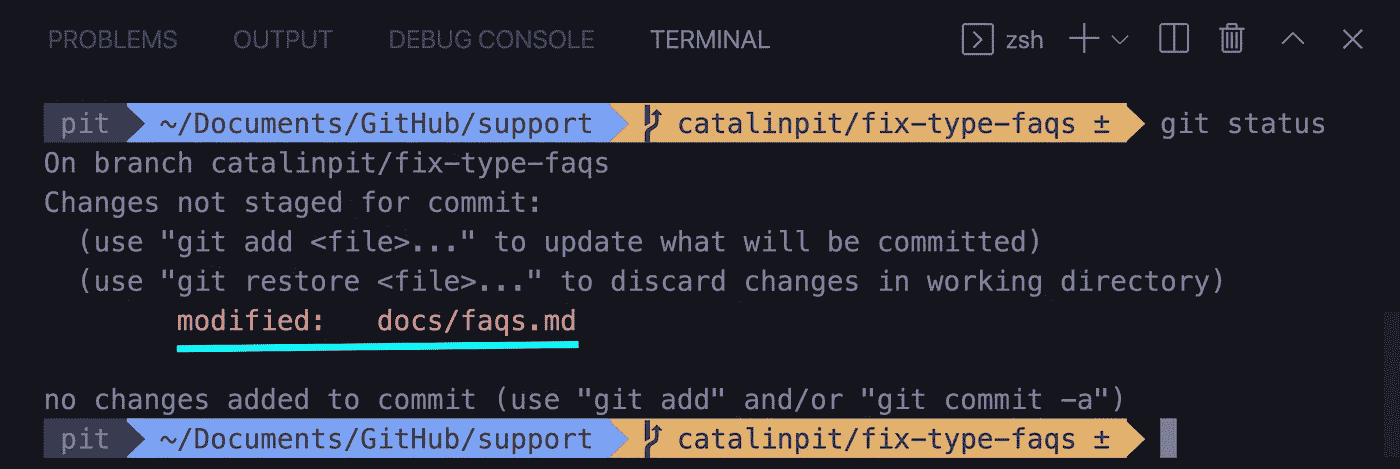 PROBLEMS OUTPUT DEBUG CONSOLE TERMINAL zsh
pit ~/Documents/GitHub/support catalinpit/fix-type-faqs ± git status
On branch catalinpit/fix-type-faqs
Changes not staged for commit:
(use "git add <file>..." to update what will be committed)
(use "git restore <file>..." to discard changes in working directory)
modified: docs/faqs.md
no changes added to commit (use "git add" and/or "git commit -a")
pit ~/Documents/GitHub/support catalinpit/fix-type-faqs ±